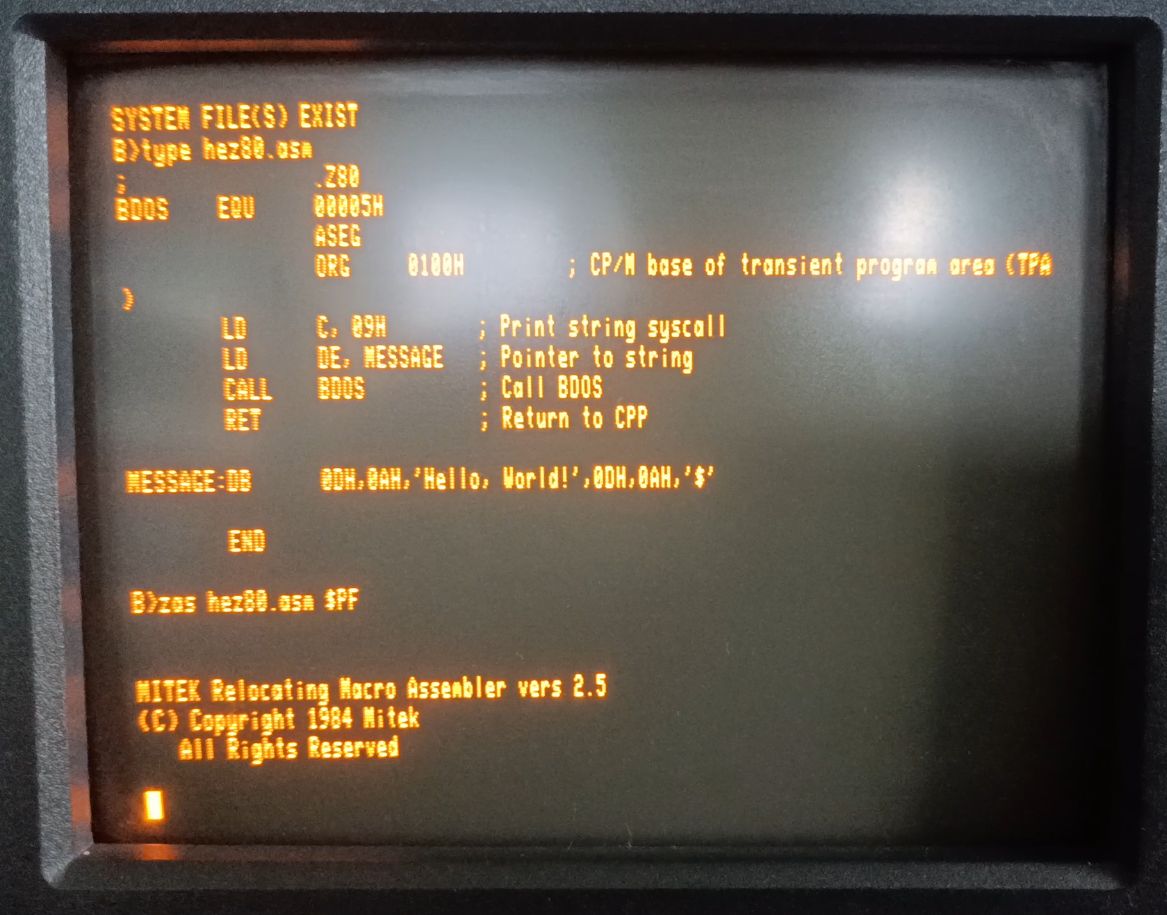 SYSTEM FILE(S) EXIST
B>type hez80.asm
; .Z80
BDOS EQU 00005H
ASEG
ORG 0100H ; CP/M base of transient program area (TPA
)
LD C, 09H ; Print string syscall
LD DE, MESSAGE ; Pointer to string
CALL BDOS ; Call BDOS
RET ; Return to CPP
MESSAGE:DB 0DH,0AH,'Hello, World!',0DH,0AH,'$'
END
B>zas hez80.asm $PF
MITEK Relocating Macro Assembler vers 2.5
(C) Copyright 1984 Mitek
All Rights Reserved